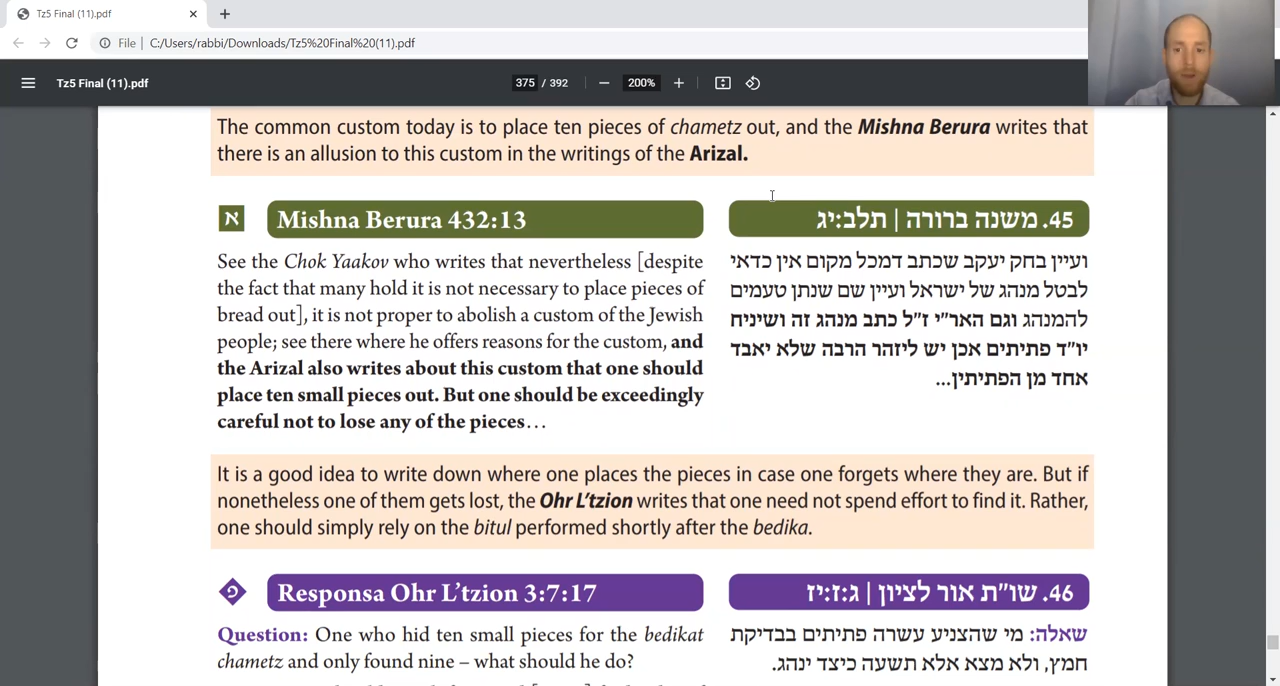 Tz5 Final (11).pdf
File
C:/Users/rabbi/Downloads/Tz5%20Final%20(11).pdf
Tz5 Final (11).pdf
375 / 392
200%
The common custom today is to place ten pieces of chametz out, and the Mishna Berura writes that
there is an allusion to this custom in the writings of the Arizal.
א
Mishna Berura 432:13
See the Chok Yaakov who writes that nevertheless [despite
the fact that many hold it is not necessary to place pieces of
bread out], it is not proper to abolish a custom of the Jewish
people; see there where he offers reasons for the custom, and
the Arizal also writes about this custom that one should
place ten small pieces out. But one should be exceedingly
careful not to lose any of the pieces…
45. משנה ברורה | תלב:יג
ועיין בחק יעקב שכתב דמכל מקום אין כדאי
לבטל מנהג של ישראל ועיין שם שנתן טעמים
להמנהג וגם האר״י ז״ל כתב מנהג זה ושיניח
יו״ד פתיתים אכן יש ליזהר הרבה שלא יאבד
אחד מן הפתיתין...
It is a good idea to write down where one places the pieces in case one forgets where they are. But if
nonetheless one of them gets lost, the Ohr L'tzion writes that one need not spend effort to find it. Rather,
one should simply rely on the bitul performed shortly after the bedika.
Responsa Ohr L'tzion 3:7:17
Question: One who hid ten small pieces for the bedikat
chametz and only found nine – what should he do?
46. שו״ת אור לציון | ג:ז:יז
שאלה: מי שהצניע עשרה פתיתים בבדיקת
חמץ, ולא מצא אלא תשעה כיצד ינהג.